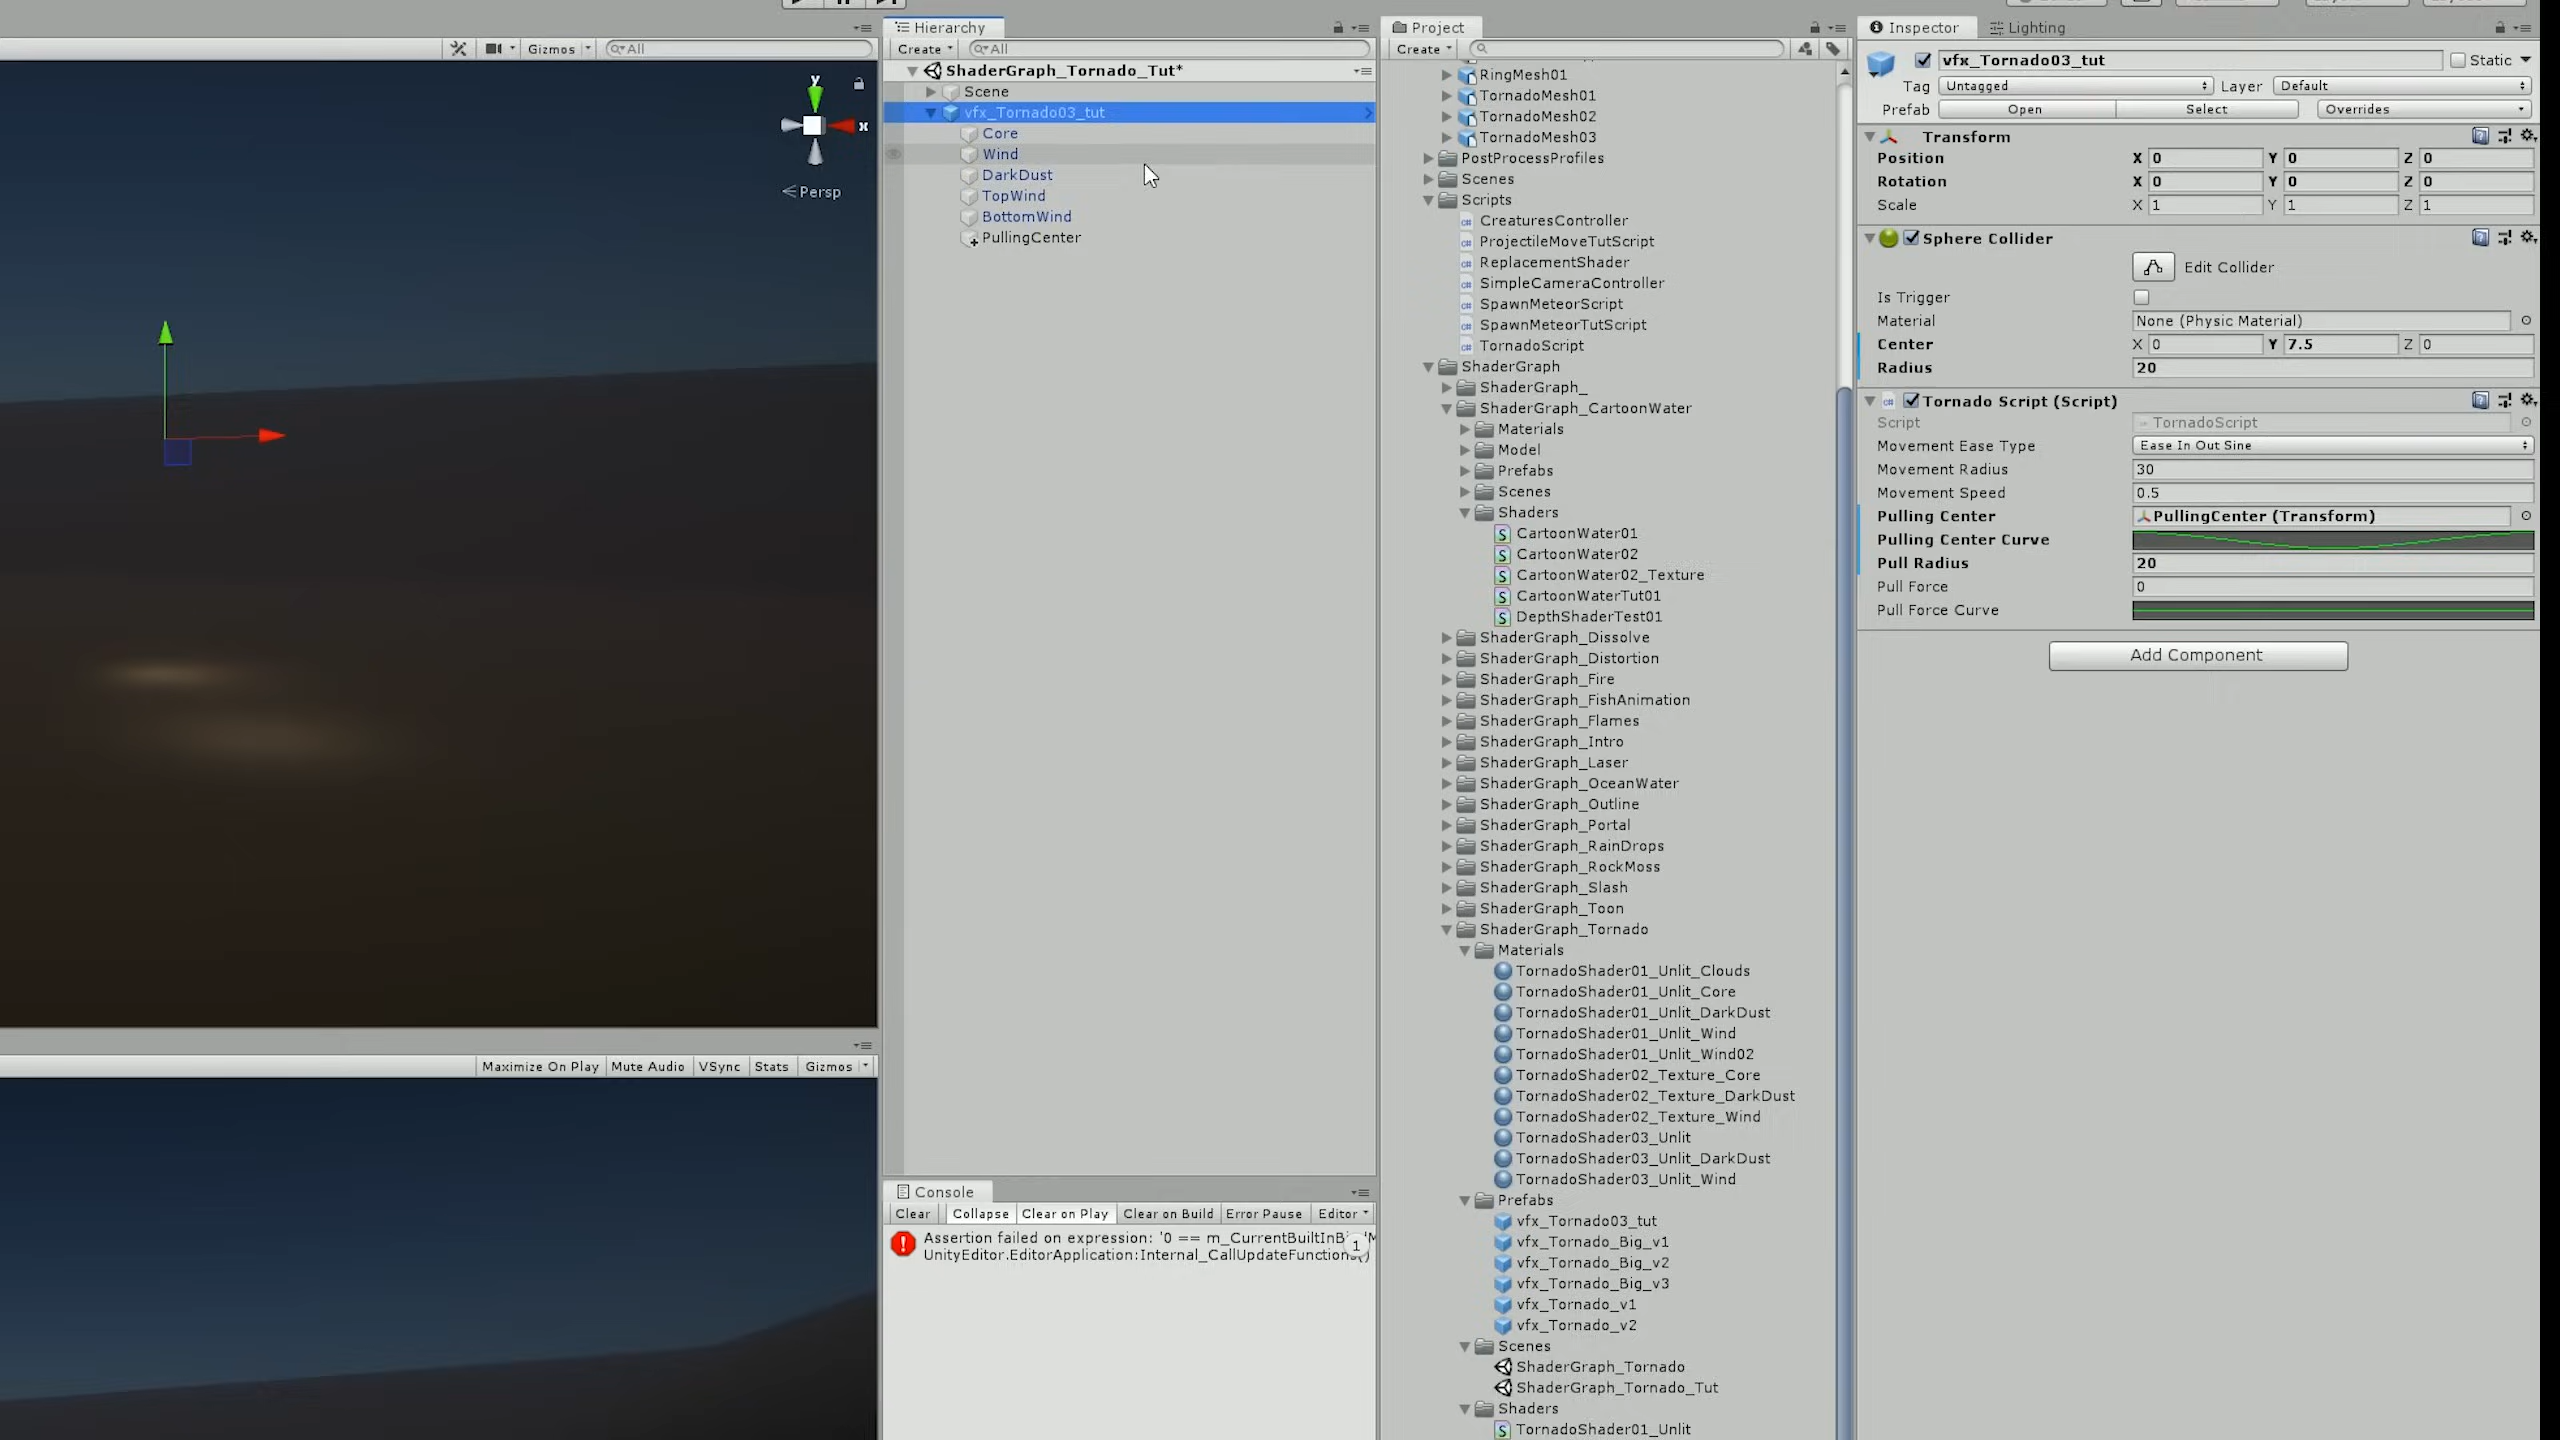 Gizmos
All
Persp
y
x
Maximize On Play
Mute Audio
VSync
Stats
Gizmos
Hierarchy
Create
All
ShaderGraph_Tornado_Tut*
Scene
vfx_Tornado03_tut
Core
Wind
DarkDust
TopWind
BottomWind
PullingCenter
Console
Clear
Collapse
Clear on Play
Clear on Build
Error Pause
Editor
Assertion failed on expression: '0 == m_CurrentBuiltInBi
UnityEditor.EditorApplication:Internal_CallUpdateFunctions()
1
Project
Create
RingMesh01
TornadoMesh01
TornadoMesh02
TornadoMesh03
PostProcessProfiles
Scenes
Scripts
CreaturesController
ProjectileMoveTutScript
ReplacementShader
SimpleCameraController
SpawnMeteorScript
SpawnMeteorTutScript
TornadoScript
ShaderGraph
ShaderGraph_
ShaderGraph_CartoonWater
Materials
Model
Prefabs
Scenes
Shaders
CartoonWater01
CartoonWater02
CartoonWater02_Texture
CartoonWaterTut01
DepthShaderTest01
ShaderGraph_Dissolve
ShaderGraph_Distortion
ShaderGraph_Fire
ShaderGraph_FishAnimation
ShaderGraph_Flames
ShaderGraph_Intro
ShaderGraph_Laser
ShaderGraph_OceanWater
ShaderGraph_Outline
ShaderGraph_Portal
ShaderGraph_RainDrops
ShaderGraph_RockMoss
ShaderGraph_Slash
ShaderGraph_Toon
ShaderGraph_Tornado
Materials
TornadoShader01_Unlit_Clouds
TornadoShader01_Unlit_Core
TornadoShader01_Unlit_DarkDust
TornadoShader01_Unlit_Wind
TornadoShader01_Unlit_Wind02
TornadoShader02_Texture_Core
TornadoShader02_Texture_DarkDust
TornadoShader02_Texture_Wind
TornadoShader03_Unlit
TornadoShader03_Unlit_DarkDust
TornadoShader03_Unlit_Wind
Prefabs
vfx_Tornado03_tut
vfx_Tornado_Big_v1
vfx_Tornado_Big_v2
vfx_Tornado_Big_v3
vfx_Tornado_v1
vfx_Tornado_v2
Scenes
ShaderGraph_Tornado
ShaderGraph_Tornado_Tut
Shaders
TornadoShader01_Unlit
Inspector
Lighting
vfx_Tornado03_tut
Static
Tag Untagged Layer Default
Prefab Open Select Overrides
Transform
Position X 0 Y 0 Z 0
Rotation X 0 Y 0 Z 0
Scale X 1 Y 1 Z 1
Sphere Collider
Edit Collider
Is Trigger
Material None (Physic Material)
Center X 0 Y 7.5 Z 0
Radius 20
Tornado Script (Script)
Script TornadoScript
Movement Ease Type Ease In Out Sine
Movement Radius 30
Movement Speed 0.5
Pulling Center PullingCenter (Transform)
Pulling Center Curve
Pull Radius 20
Pull Force 0
Pull Force Curve
Add Component